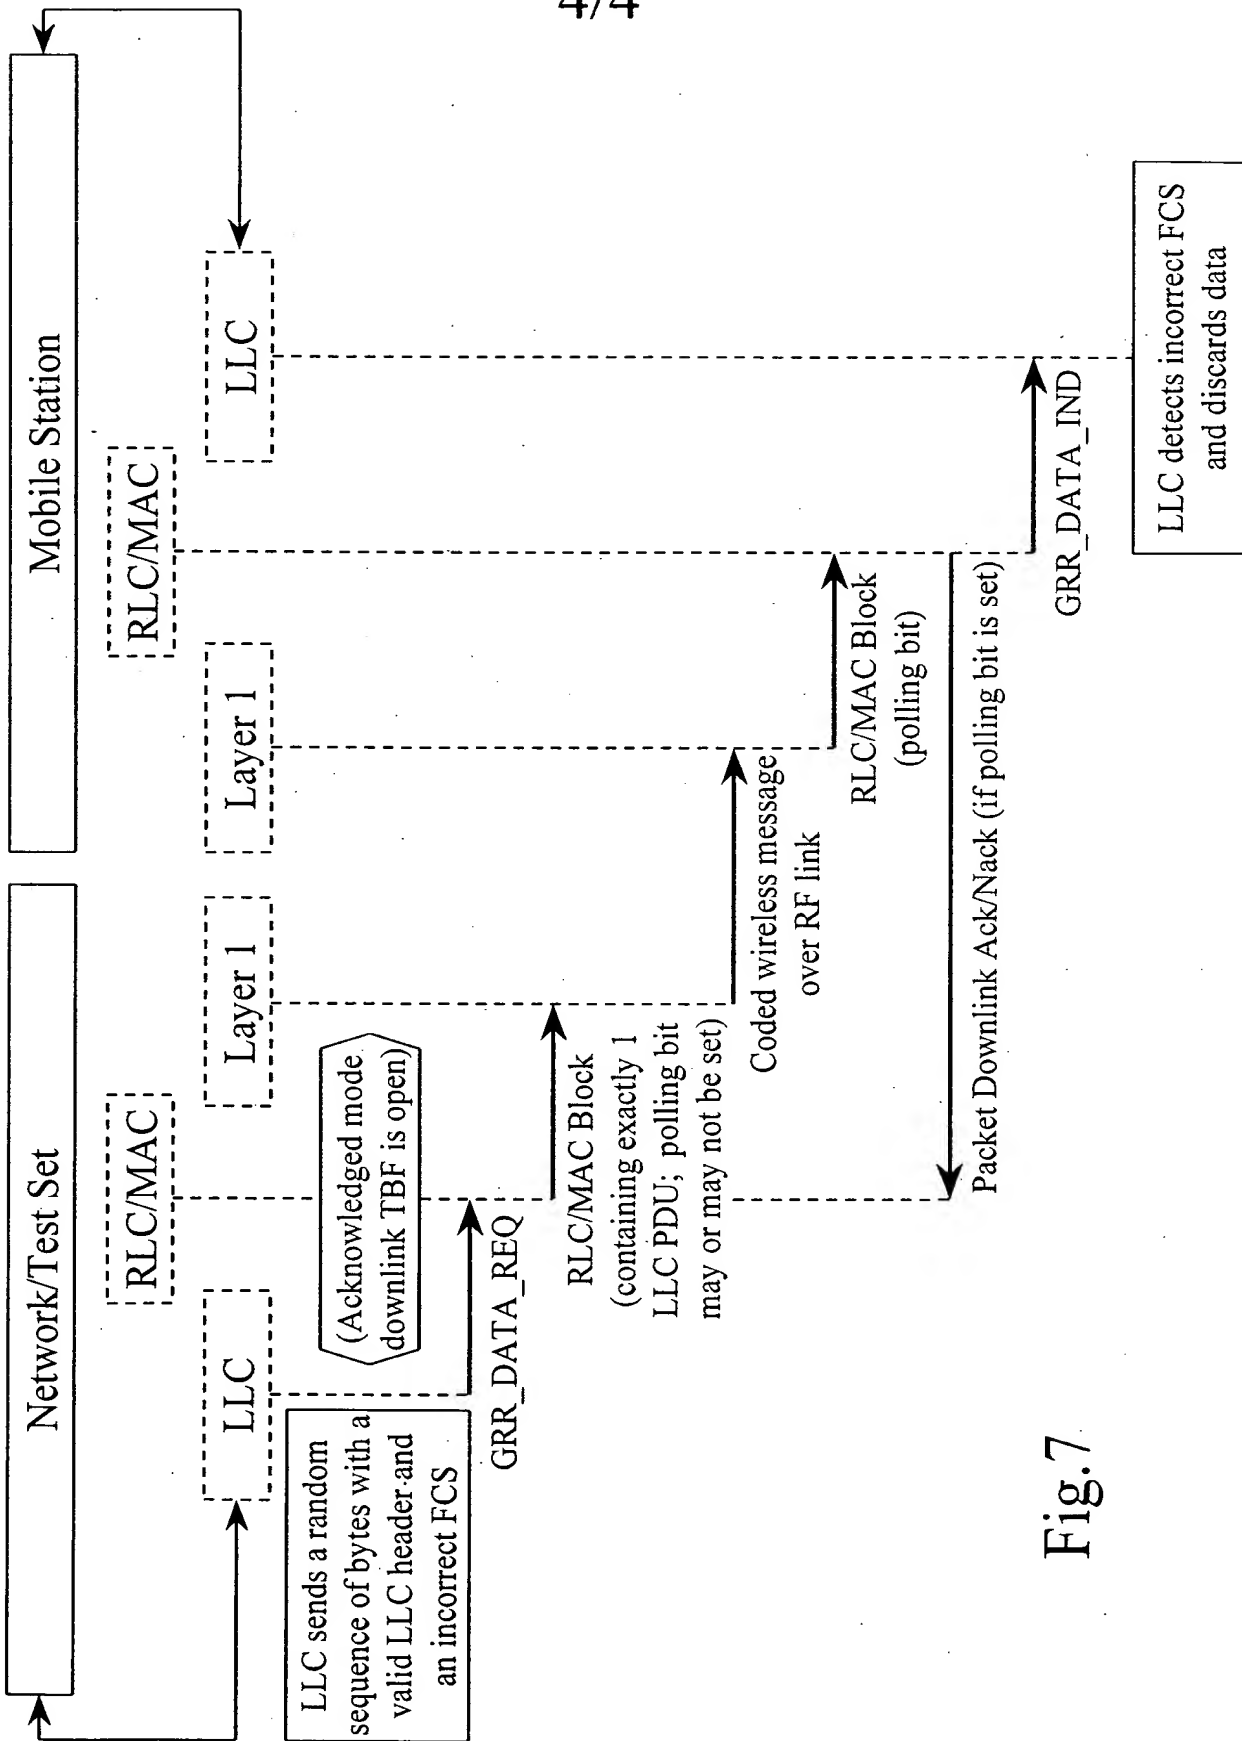 4/4
Network/Test Set
Mobile Station
RLC/MAC
RLC/MAC
LLC
Layer 1
Layer 1
LLC
LLC sends a random
sequence of bytes with a
valid LLC header and
an incorrect FCS
(Acknowledged mode
downlink TBF is open)
GRR_DATA_REQ
RLC/MAC Block
(containing exactly 1
LLC PDU; polling bit
may or may not be set)
Coded wireless message
over RF link
RLC/MAC Block
(polling bit)
Packet Downlink Ack/Nack (if polling bit is set)
GRR_DATA_IND
LLC detects incorrect FCS
and discards data
Fig.7